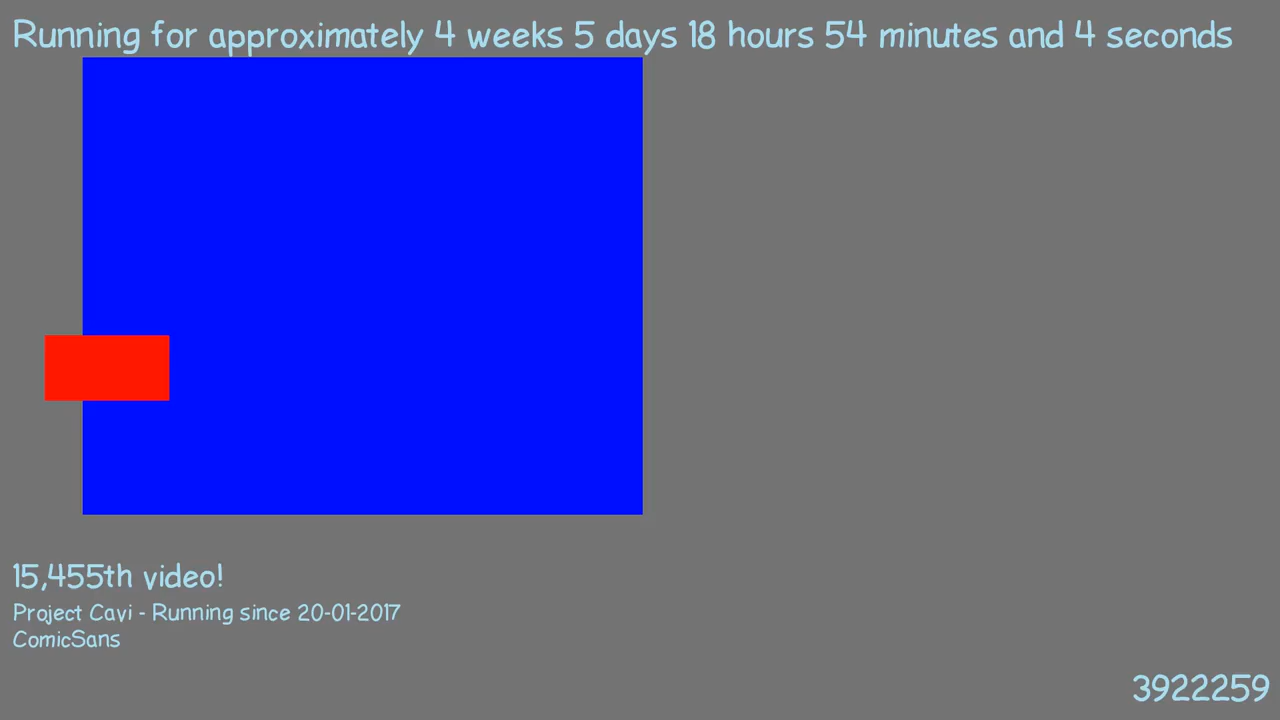 Running for approximately 4 weeks 5 days 18 hours 54 minutes and 4 seconds
15,455th video!
Project Cavi - Running since 20-01-2017
ComicSans
3922259